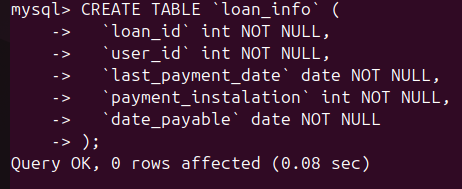 mysql> CREATE TABLE `loan_info` (
    ->   `loan_id` int NOT NULL,
    ->   `user_id` int NOT NULL,
    ->   `last_payment_date` date NOT NULL,
    ->   `payment_instalation` int NOT NULL,
    ->   `date_payable` date NOT NULL
    -> );
Query OK, 0 rows affected (0.08 sec)